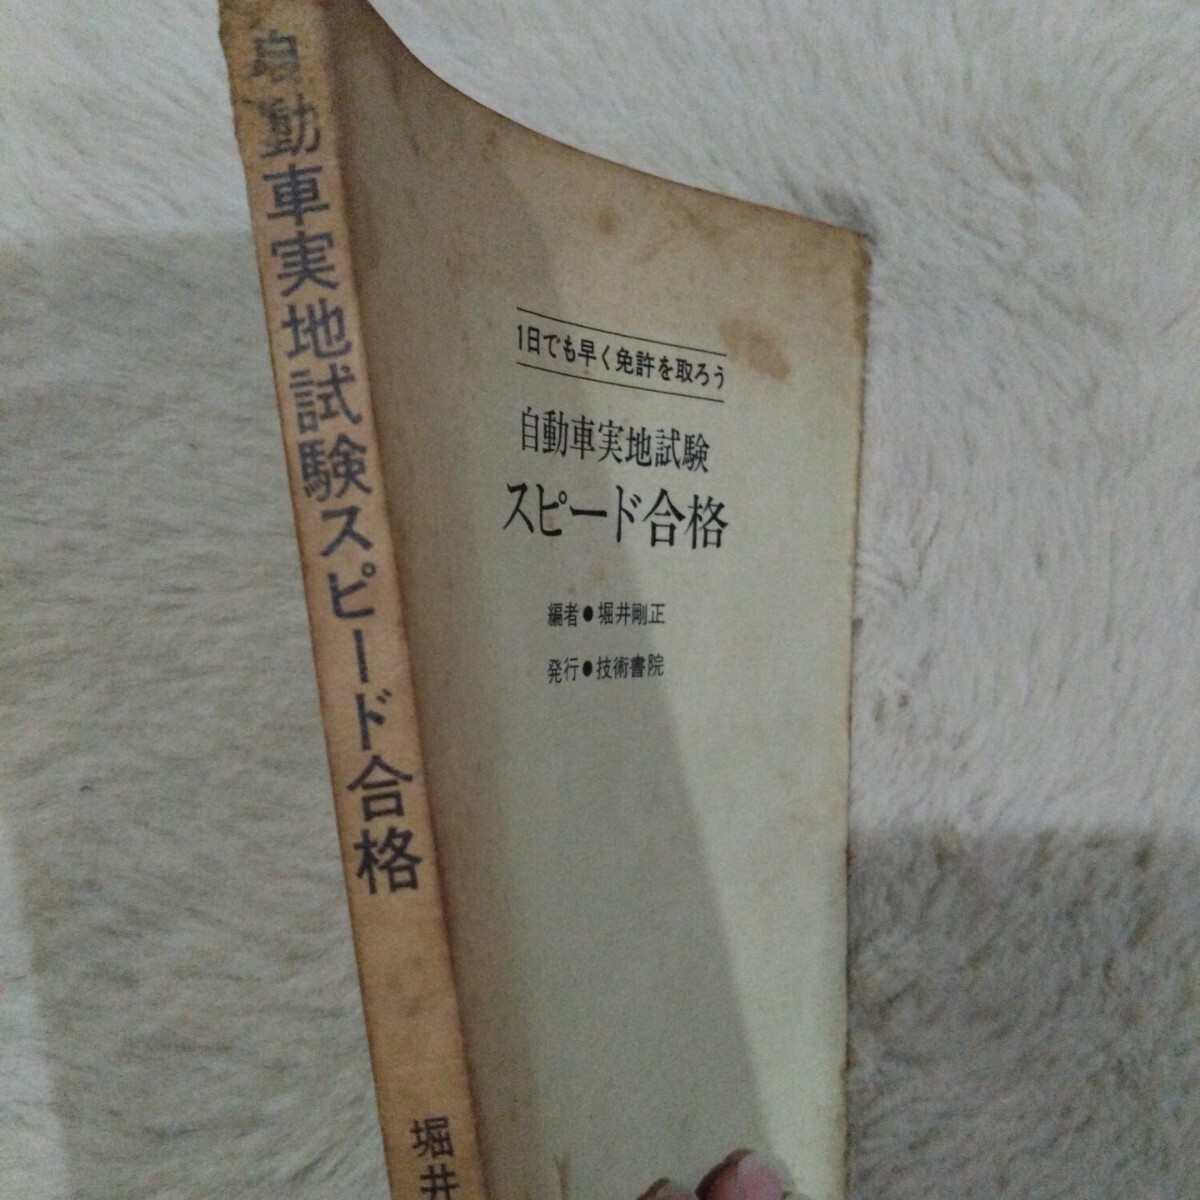 自動車実地試験スピード合格
堀井
1日でも早く免許を取ろう
自動車実地試験
スピード合格
編者●堀井剛正
発行●技術書院